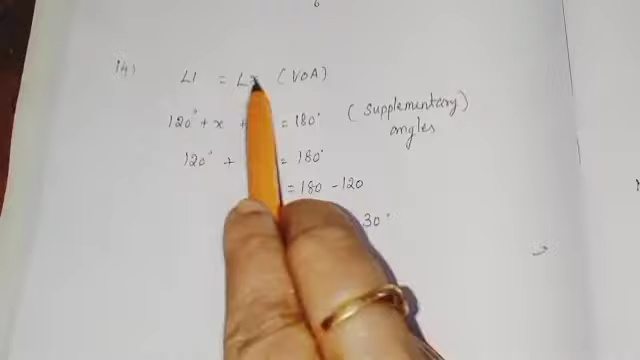 14) ∠1 = ∠x (VOA)
120° + x + = 180° (Supplementary angles)
120° + = 180°
= 180 - 120
30°